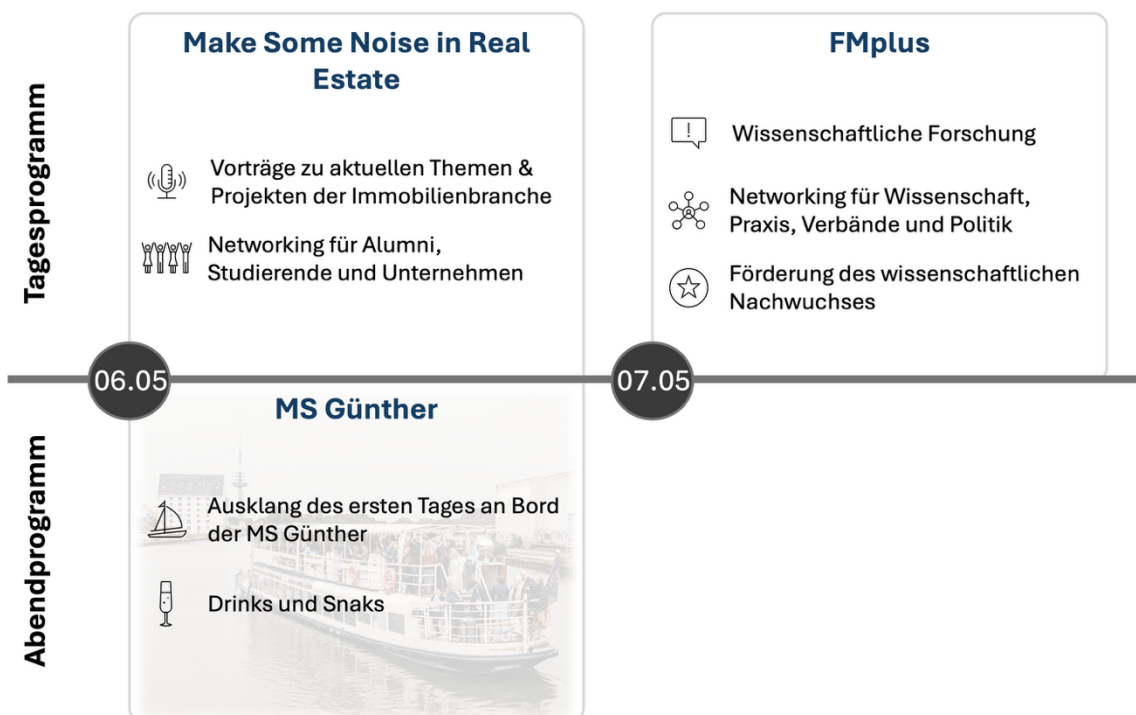 Tagesprogramm
Make Some Noise in Real
Estate
Vorträge zu aktuellen Themen &
Projekten der Immobilienbranche
Networking für Alumni,
Studierende und Unternehmen
FMplus
!
Wissenschaftliche Forschung
Networking für Wissenschaft,
Praxis, Verbände und Politik
Förderung des wissenschaftlichen
Nachwuchses
06.05
07.05
Abendprogramm
MS Günther
Ausklang des ersten Tages an Bord
der MS Günther
Drinks und Snaks